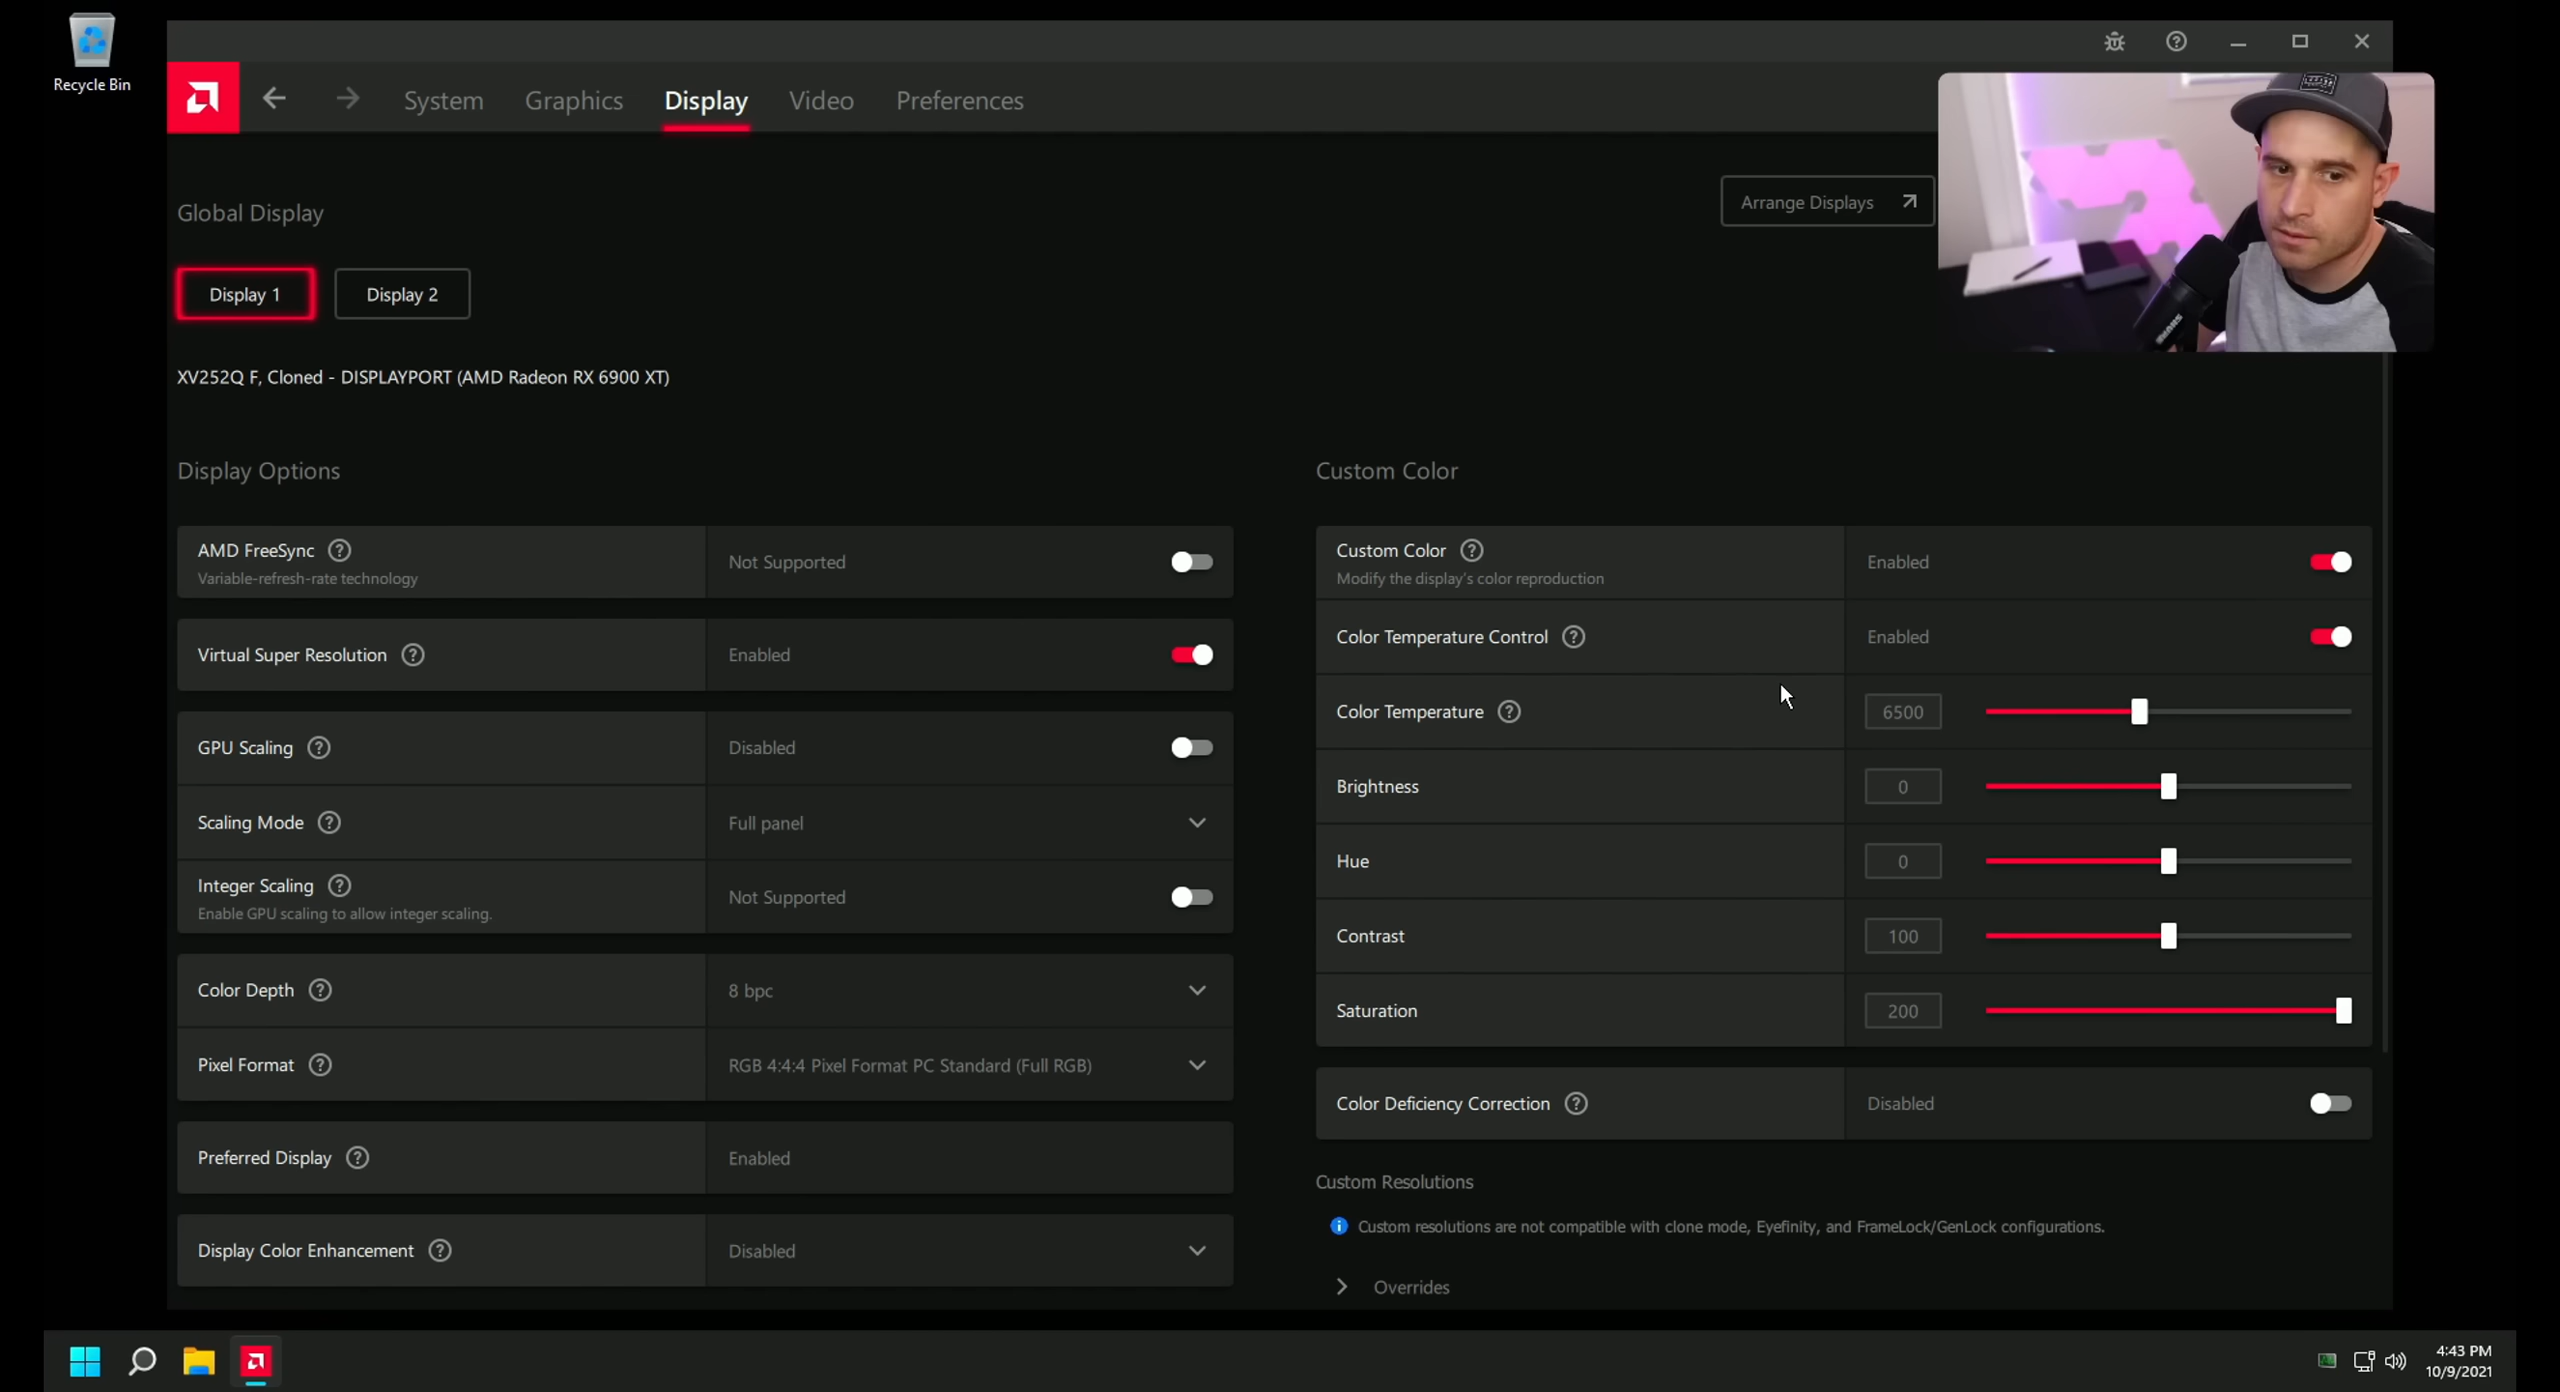 Recycle Bin
System
Graphics
Display
Video
Preferences
Global Display
Arrange Displays
Display 1
Display 2
XV252Q F, Cloned - DISPLAYPORT (AMD Radeon RX 6900 XT)
Display Options
AMD FreeSync
Variable-refresh-rate technology
Not Supported
Virtual Super Resolution
Enabled
GPU Scaling
Disabled
Scaling Mode
Full panel
Integer Scaling
Enable GPU scaling to allow integer scaling.
Not Supported
Color Depth
8 bpc
Pixel Format
RGB 4:4:4 Pixel Format PC Standard (Full RGB)
Preferred Display
Enabled
Display Color Enhancement
Disabled
Custom Color
Custom Color
Modify the display's color reproduction
Enabled
Color Temperature Control
Enabled
Color Temperature
6500
Brightness
0
Hue
0
Contrast
100
Saturation
200
Color Deficiency Correction
Disabled
Custom Resolutions
Custom resolutions are not compatible with clone mode, Eyefinity, and FrameLock/GenLock configurations.
Overrides
SHURE
4:43 PM
10/9/2021